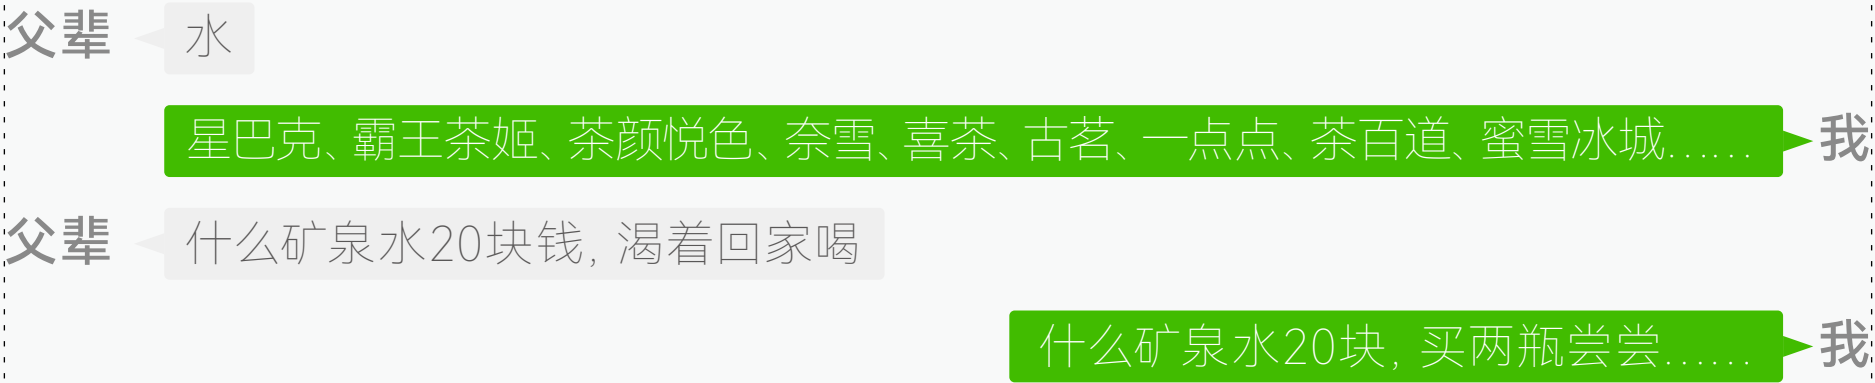 父辈 水
星巴克、霸王茶姬、茶颜悦色、奈雪、喜茶、古茗、一点点、茶百道、蜜雪冰城…… 我
父辈 什么矿泉水20块钱，渴着回家喝
什么矿泉水20块，买两瓶尝尝…… 我